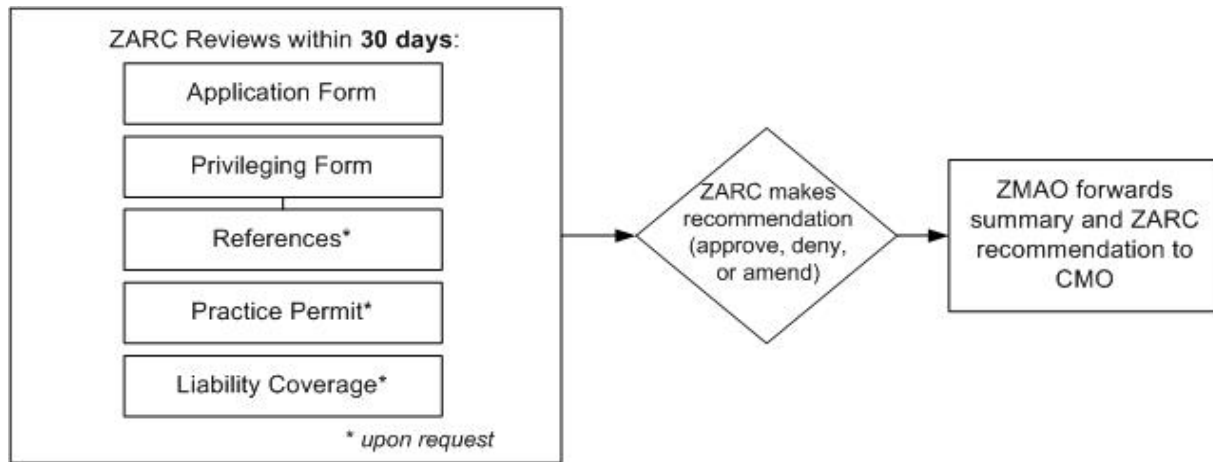 ZARC Reviews within 30 days:
Application Form
Privileging Form
References*
Practice Permit*
Liability Coverage*
* upon request
ZARC makes
recommendation
(approve, deny,
or amend)
ZMAO forwards
summary and ZARC
recommendation to
CMO